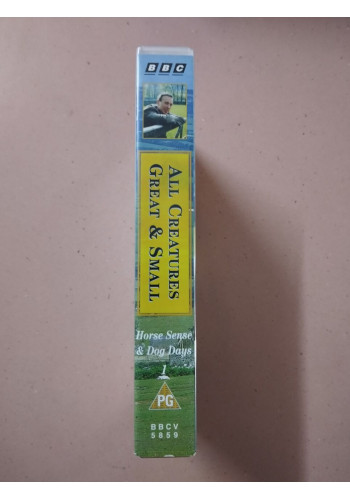 BBC
ALL CREATURES
GREAT & SMALL
Horse Sense
& Dog Days
1
PG
BBCV
5859